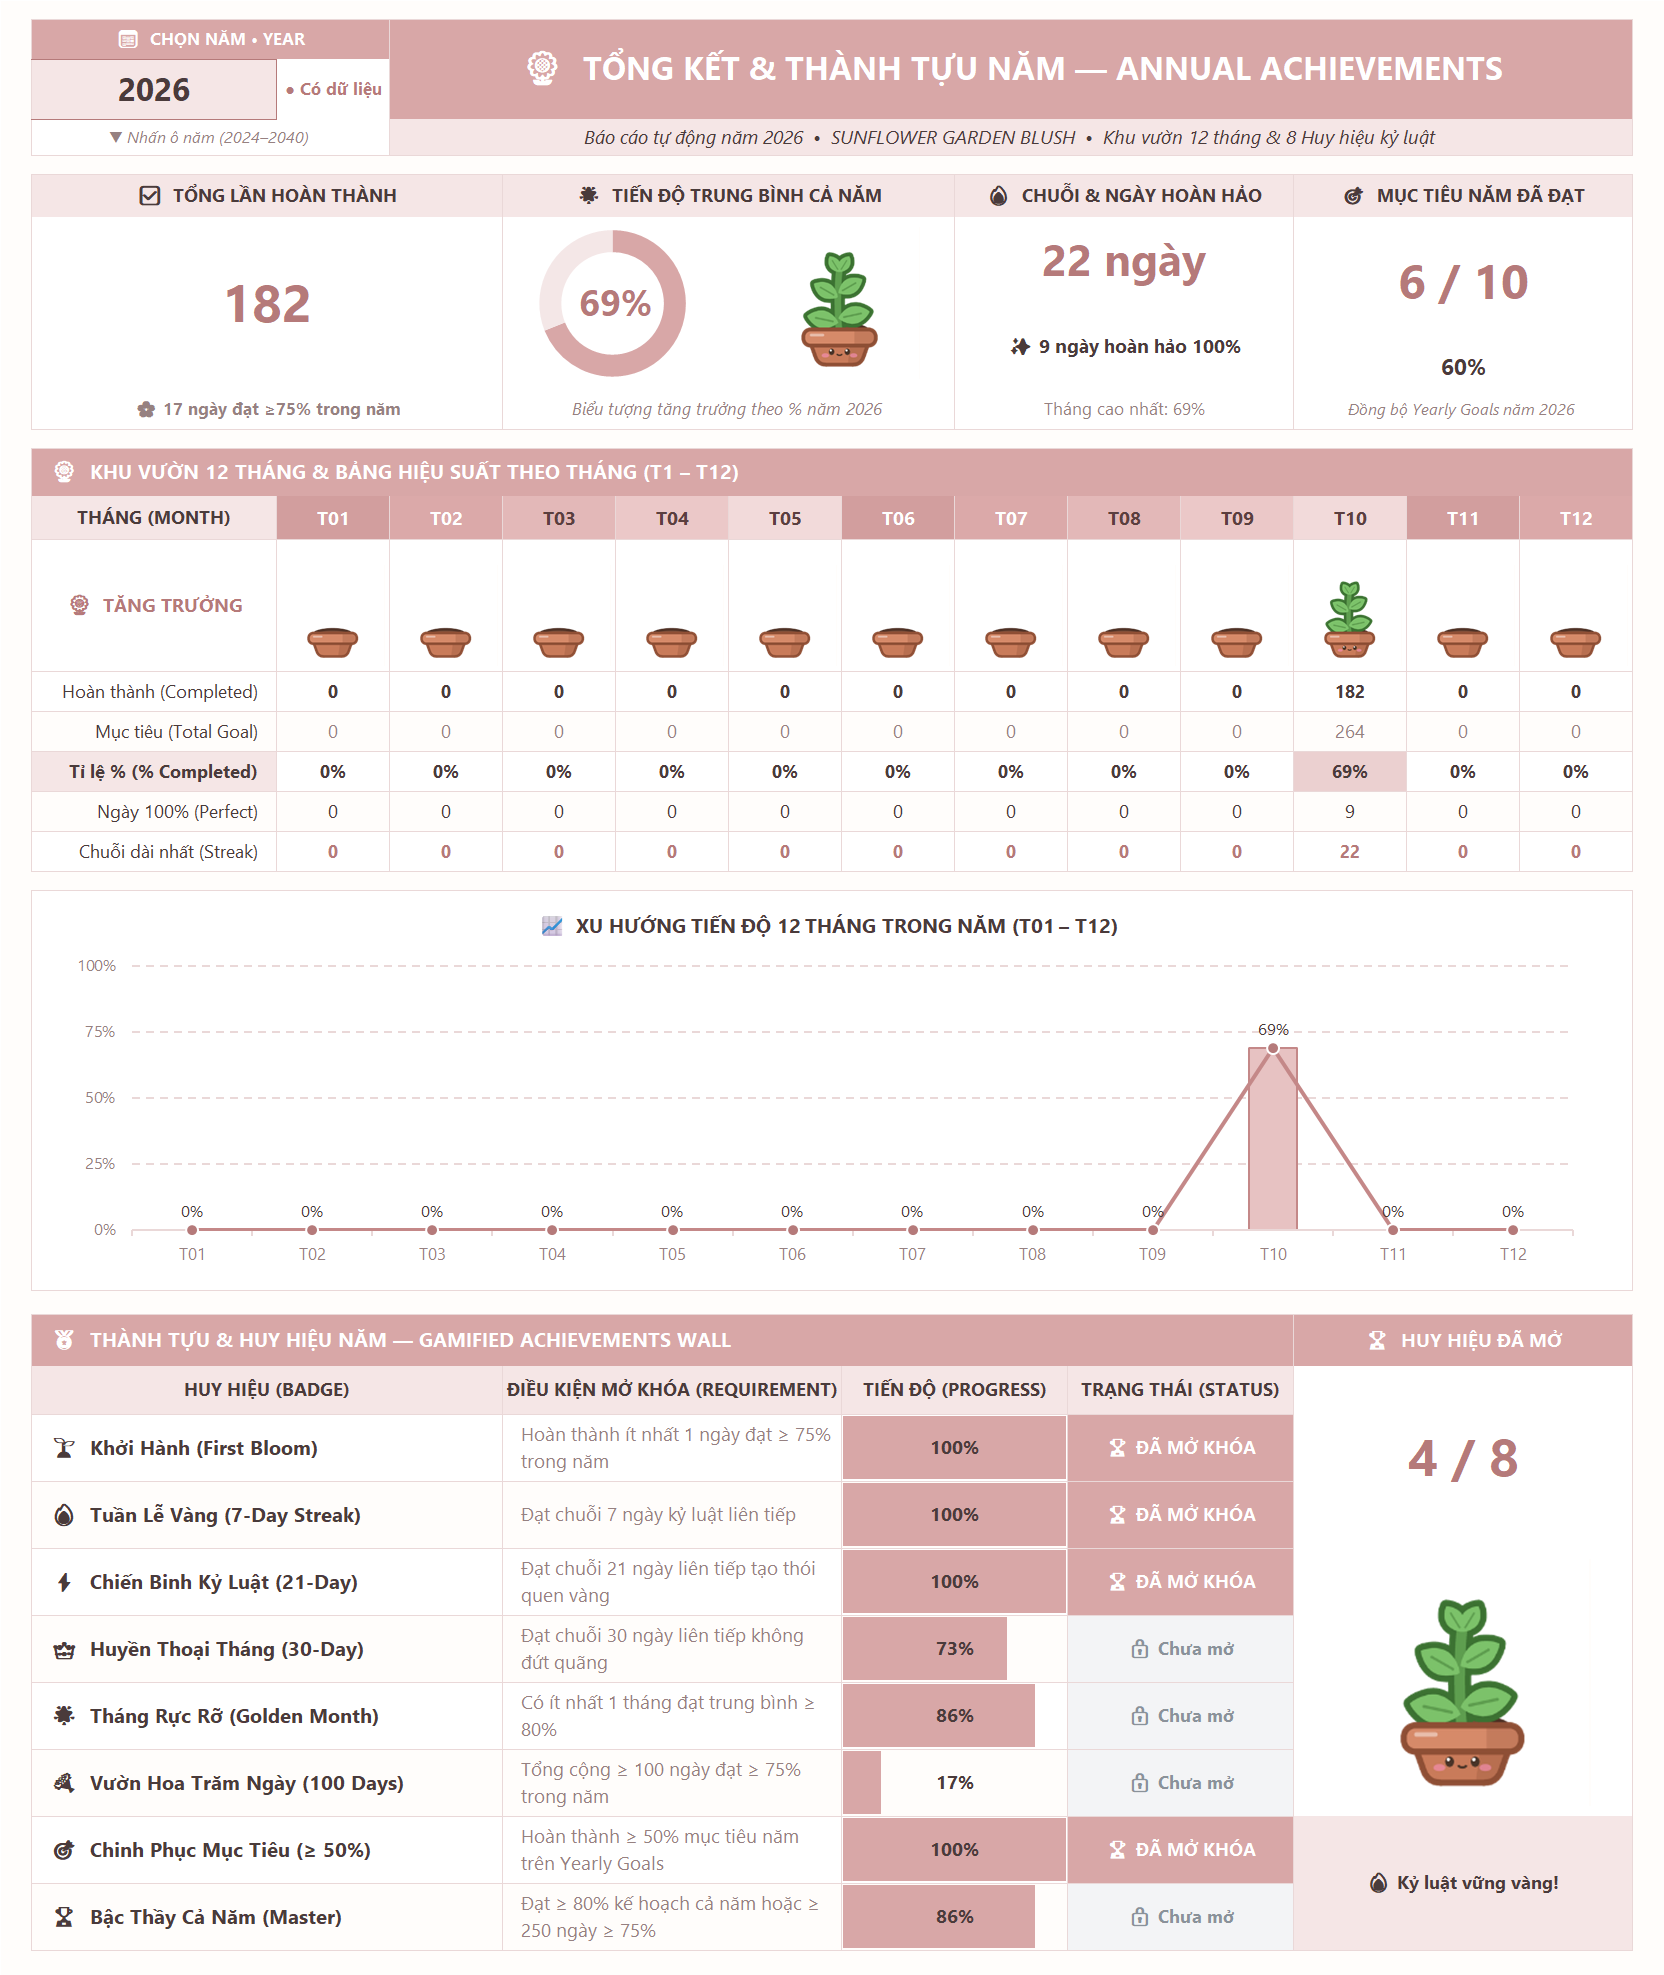 CHỌN NĂM • YEAR
2026
● Có dữ liệu
▼ Nhấn ô năm (2024–2040)
TỔNG KẾT & THÀNH TỰU NĂM — ANNUAL ACHIEVEMENTS
Báo cáo tự động năm 2026 • SUNFLOWER GARDEN BLUSH • Khu vườn 12 tháng & 8 Huy hiệu kỷ luật
TỔNG LẦN HOÀN THÀNH
182
17 ngày đạt ≥75% trong năm
TIẾN ĐỘ TRUNG BÌNH CẢ NĂM
69%
Biểu tượng tăng trưởng theo % năm 2026
CHUỖI & NGÀY HOÀN HẢO
22 ngày
9 ngày hoàn hảo 100%
Tháng cao nhất: 69%
MỤC TIÊU NĂM ĐÃ ĐẠT
6 / 10
60%
Đồng bộ Yearly Goals năm 2026
KHU VƯỜN 12 THÁNG & BẢNG HIỆU SUẤT THEO THÁNG (T1 – T12)
THÁNG (MONTH) T01 T02 T03 T04 T05 T06 T07 T08 T09 T10 T11 T12
TĂNG TRƯỞNG
Hoàn thành (Completed) 0 0 0 0 0 0 0 0 0 182 0 0
Mục tiêu (Total Goal) 0 0 0 0 0 0 0 0 0 264 0 0
Tỉ lệ % (% Completed) 0% 0% 0% 0% 0% 0% 0% 0% 0% 69% 0% 0%
Ngày 100% (Perfect) 0 0 0 0 0 0 0 0 0 9 0 0
Chuỗi dài nhất (Streak) 0 0 0 0 0 0 0 0 0 22 0 0
XU HƯỚNG TIẾN ĐỘ 12 THÁNG TRONG NĂM (T01 – T12)
100%
75%
69%
50%
25%
0% 0% 0% 0% 0% 0% 0% 0% 0% 0% 0%
0%
T01 T02 T03 T04 T05 T06 T07 T08 T09 T10 T11 T12
THÀNH TỰU & HUY HIỆU NĂM — GAMIFIED ACHIEVEMENTS WALL
HUY HIỆU (BADGE) ĐIỀU KIỆN MỞ KHÓA (REQUIREMENT) TIẾN ĐỘ (PROGRESS) TRẠNG THÁI (STATUS)
Khởi Hành (First Bloom)
Hoàn thành ít nhất 1 ngày đạt ≥ 75%
trong năm
100%
ĐÃ MỞ KHÓA
Tuần Lễ Vàng (7-Day Streak)
Đạt chuỗi 7 ngày kỷ luật liên tiếp
100%
ĐÃ MỞ KHÓA
Chiến Binh Kỷ Luật (21-Day)
Đạt chuỗi 21 ngày liên tiếp tạo thói
quen vàng
100%
ĐÃ MỞ KHÓA
Huyền Thoại Tháng (30-Day)
Đạt chuỗi 30 ngày liên tiếp không
đứt quãng
73%
Chưa mở
Tháng Rực Rỡ (Golden Month)
Có ít nhất 1 tháng đạt trung bình ≥
80%
86%
Chưa mở
Vườn Hoa Trăm Ngày (100 Days)
Tổng cộng ≥ 100 ngày đạt ≥ 75%
trong năm
17%
Chưa mở
Chinh Phục Mục Tiêu (≥ 50%)
Hoàn thành ≥ 50% mục tiêu năm
trên Yearly Goals
100%
ĐÃ MỞ KHÓA
Bậc Thầy Cả Năm (Master)
Đạt ≥ 80% kế hoạch cả năm hoặc ≥
250 ngày ≥ 75%
86%
Chưa mở
HUY HIỆU ĐÃ MỞ
4 / 8
Kỷ luật vững vàng!